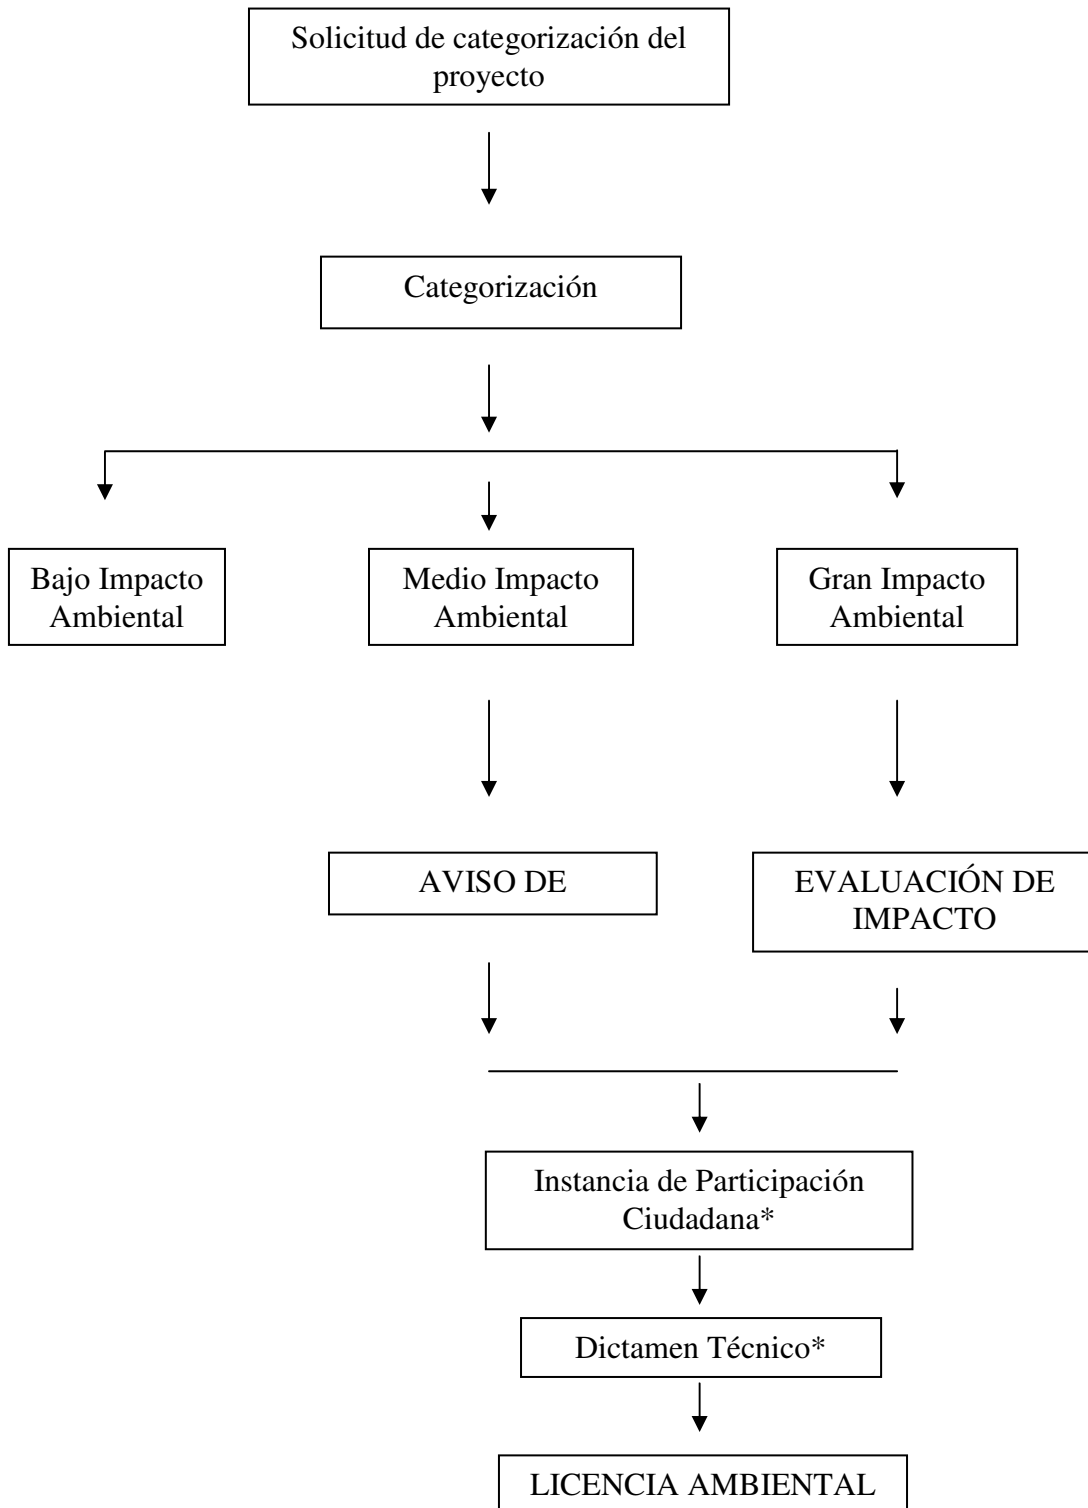 Solicitud de categorización del
proyecto
Categorización
Bajo Impacto
Ambiental
Medio Impacto
Ambiental
Gran Impacto
Ambiental
AVISO DE
EVALUACIÓN DE
IMPACTO
Instancia de Participación
Ciudadana*
Dictamen Técnico*
LICENCIA AMBIENTAL